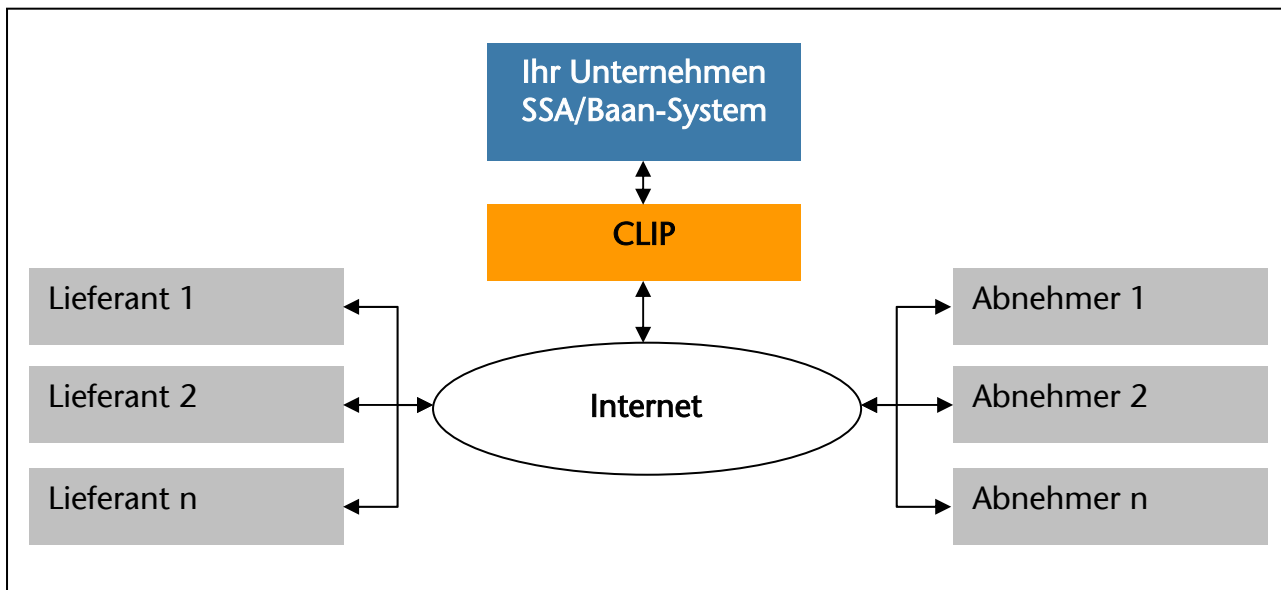 Ihr Unternehmen
SSA/Baan-System
CLIP
Lieferant 1
Lieferant 2
Lieferant n
Internet
Abnehmer 1
Abnehmer 2
Abnehmer n